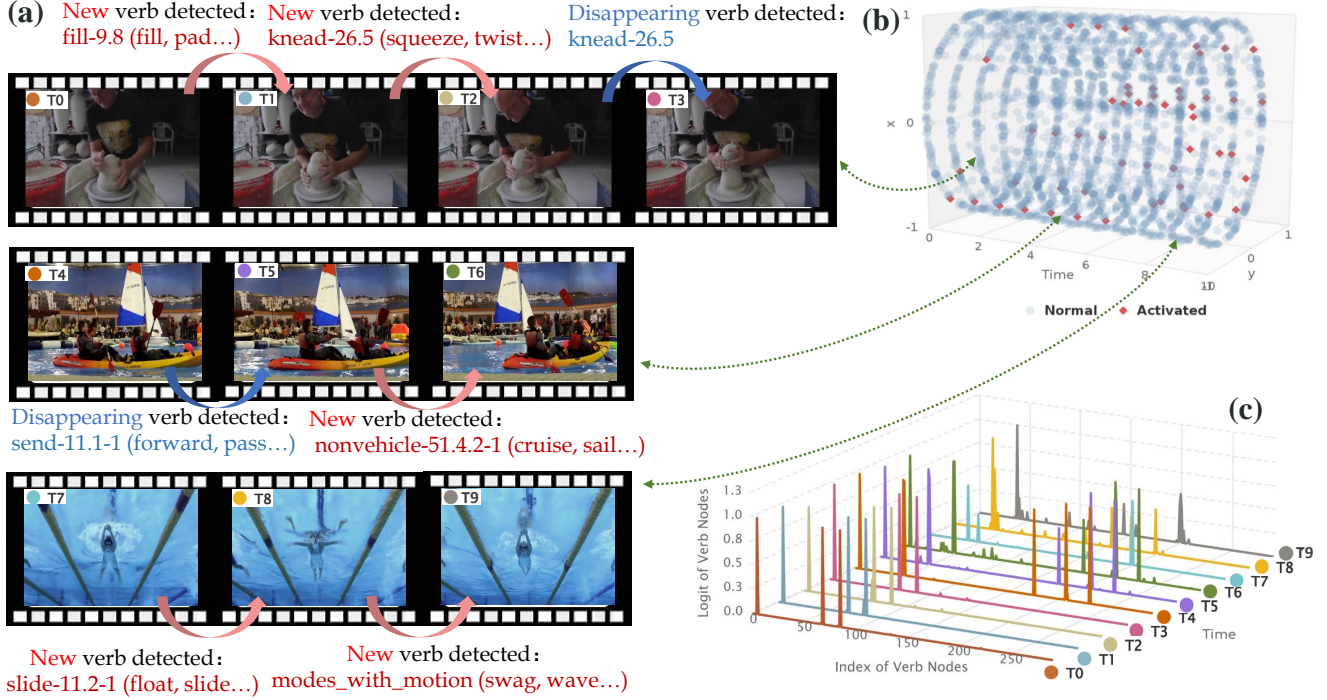 (a)
New verb detected:
fill-9.8 (fill, pad…)
New verb detected:
knead-26.5 (squeeze, twist…)
Disappearing verb detected:
knead-26.5
T0
T1
T2
T3
T4
T5
T6
Disappearing verb detected:
send-11.1-1 (forward, pass…)
New verb detected:
nonvehicle-51.4.2-1 (cruise, sail…)
T7
T8
T9
New verb detected:
slide-11.2-1 (float, slide…)
New verb detected:
modes_with_motion (swag, wave…)
(b)
1
0
-1
x
0
2
4
6
8
10
Time
1
0
-1
y
Normal
Activated
(c)
1.3
1.0
0.8
0.5
0.3
0.0
Logit of Verb Nodes
0
50
100
150
200
250
Index of Verb Nodes
T9
T8
T7
T6
T5
T4
T3
T2
T1
T0
Time